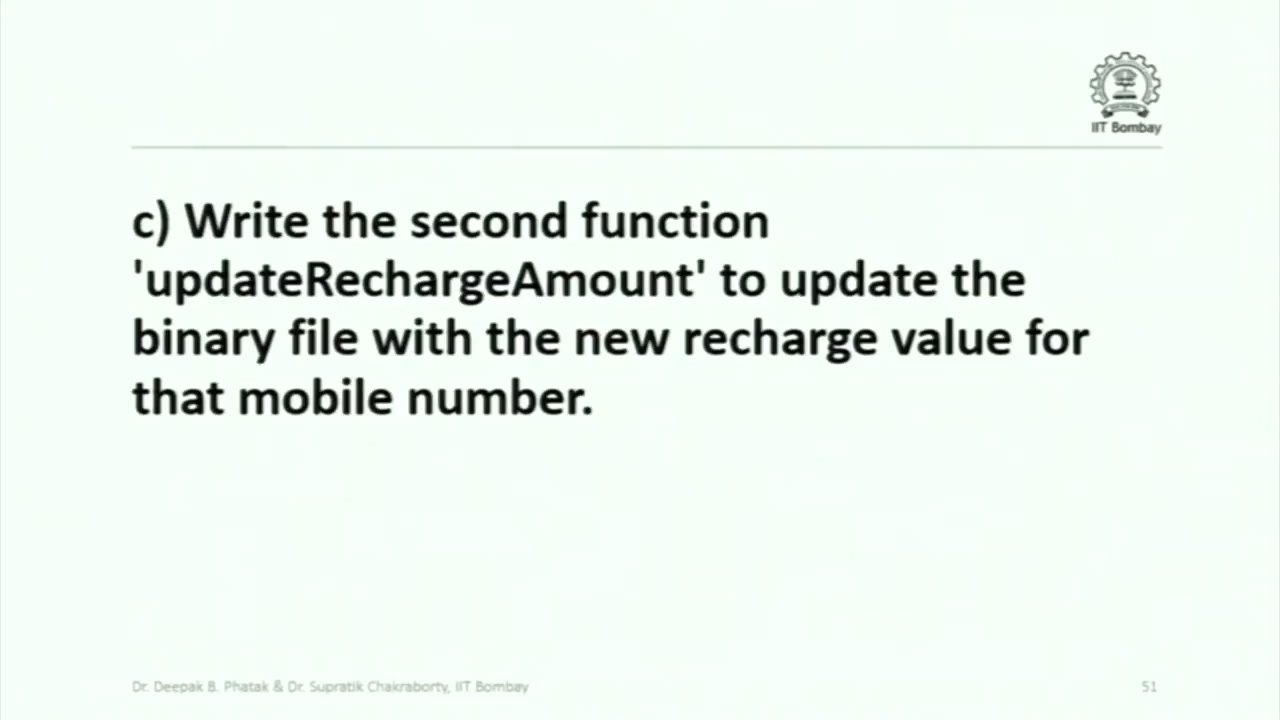 IIT Bombay
c) Write the second function
'updateRechargeAmount' to update the
binary file with the new recharge value for
that mobile number.
Dr. Deepak B. Phatak & Dr. Supratik Chakraborty, IIT Bombay
51